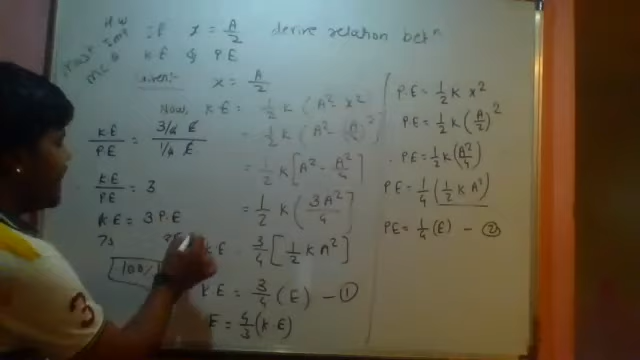 H.W
If x = A/2 derive relation betn
MCQ
K.E & P.E
given:- x = A/2
Now, K.E = 1/2 K (A² x²
= 1/2 K (A² (A/2)²
= 1/2 K [A² - A²/4]
= 1/2 K (3A²/4]
K.E = 3/4 [1/2 K A²]
K.E = 3/4 (E) — ①
E = 4/3 (K.E)
K.E/P.E = 3/4 E / 1/4 E
K.E/P.E = 3
K.E = 3 P.E
100
P.E = 1/2 K x²
P.E = 1/2 K (A/2)²
P.E = 1/2 K (A²/4)
P.E = 1/4 (1/2 K A²)
P.E = 1/4 (E) — ②
3